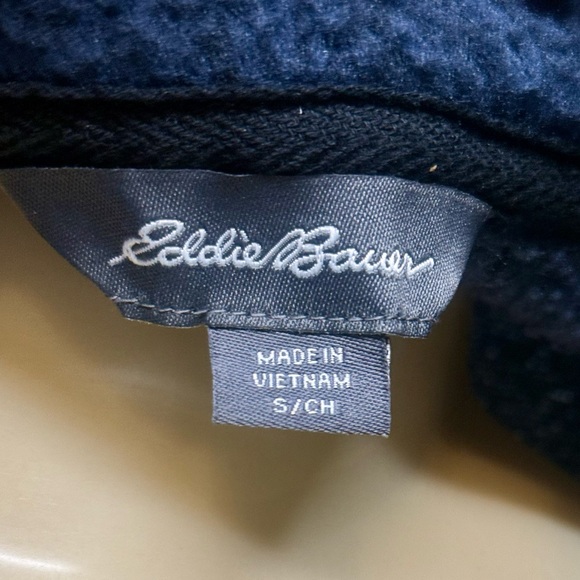 Eddie Bauer
MADE IN
VIETNAM
S/CH